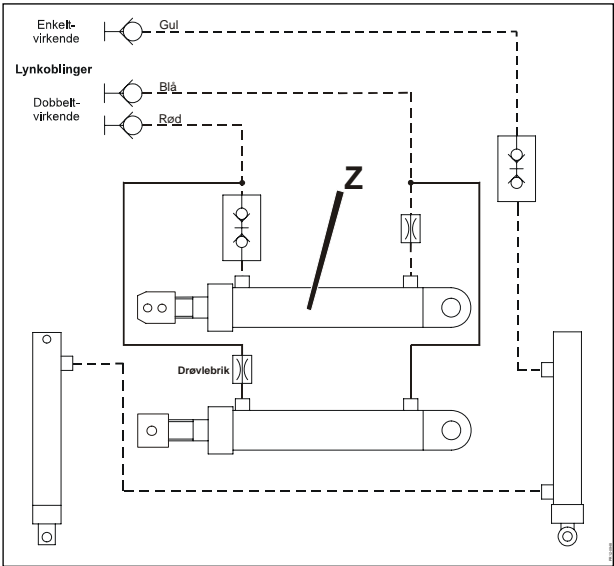 Enkelt-
virkende
Gul
Lynkoblinger
Blå
Dobbelt-
virkende
Rød
Z
Drøvlebrik